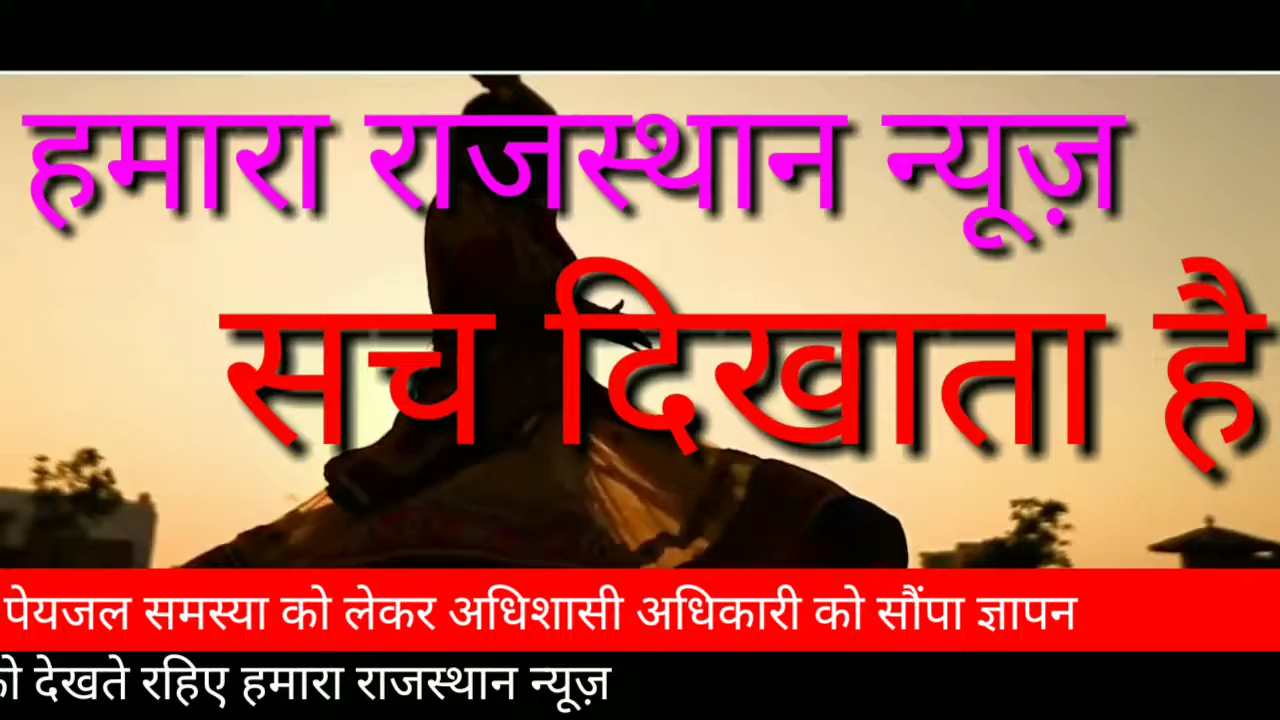 हमारा राजस्थान न्यूज़
सच दिखाता है
पेयजल समस्या को लेकर अधिशासी अधिकारी को सौंपा ज्ञापन
देखते रहिए हमारा राजस्थान न्यूज़